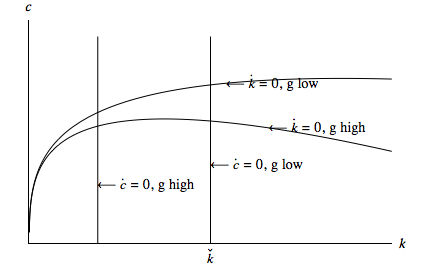 c
k̇ = 0, g low
k̇ = 0, g high
ċ = 0, g low
ċ = 0, g high
k
ǩ